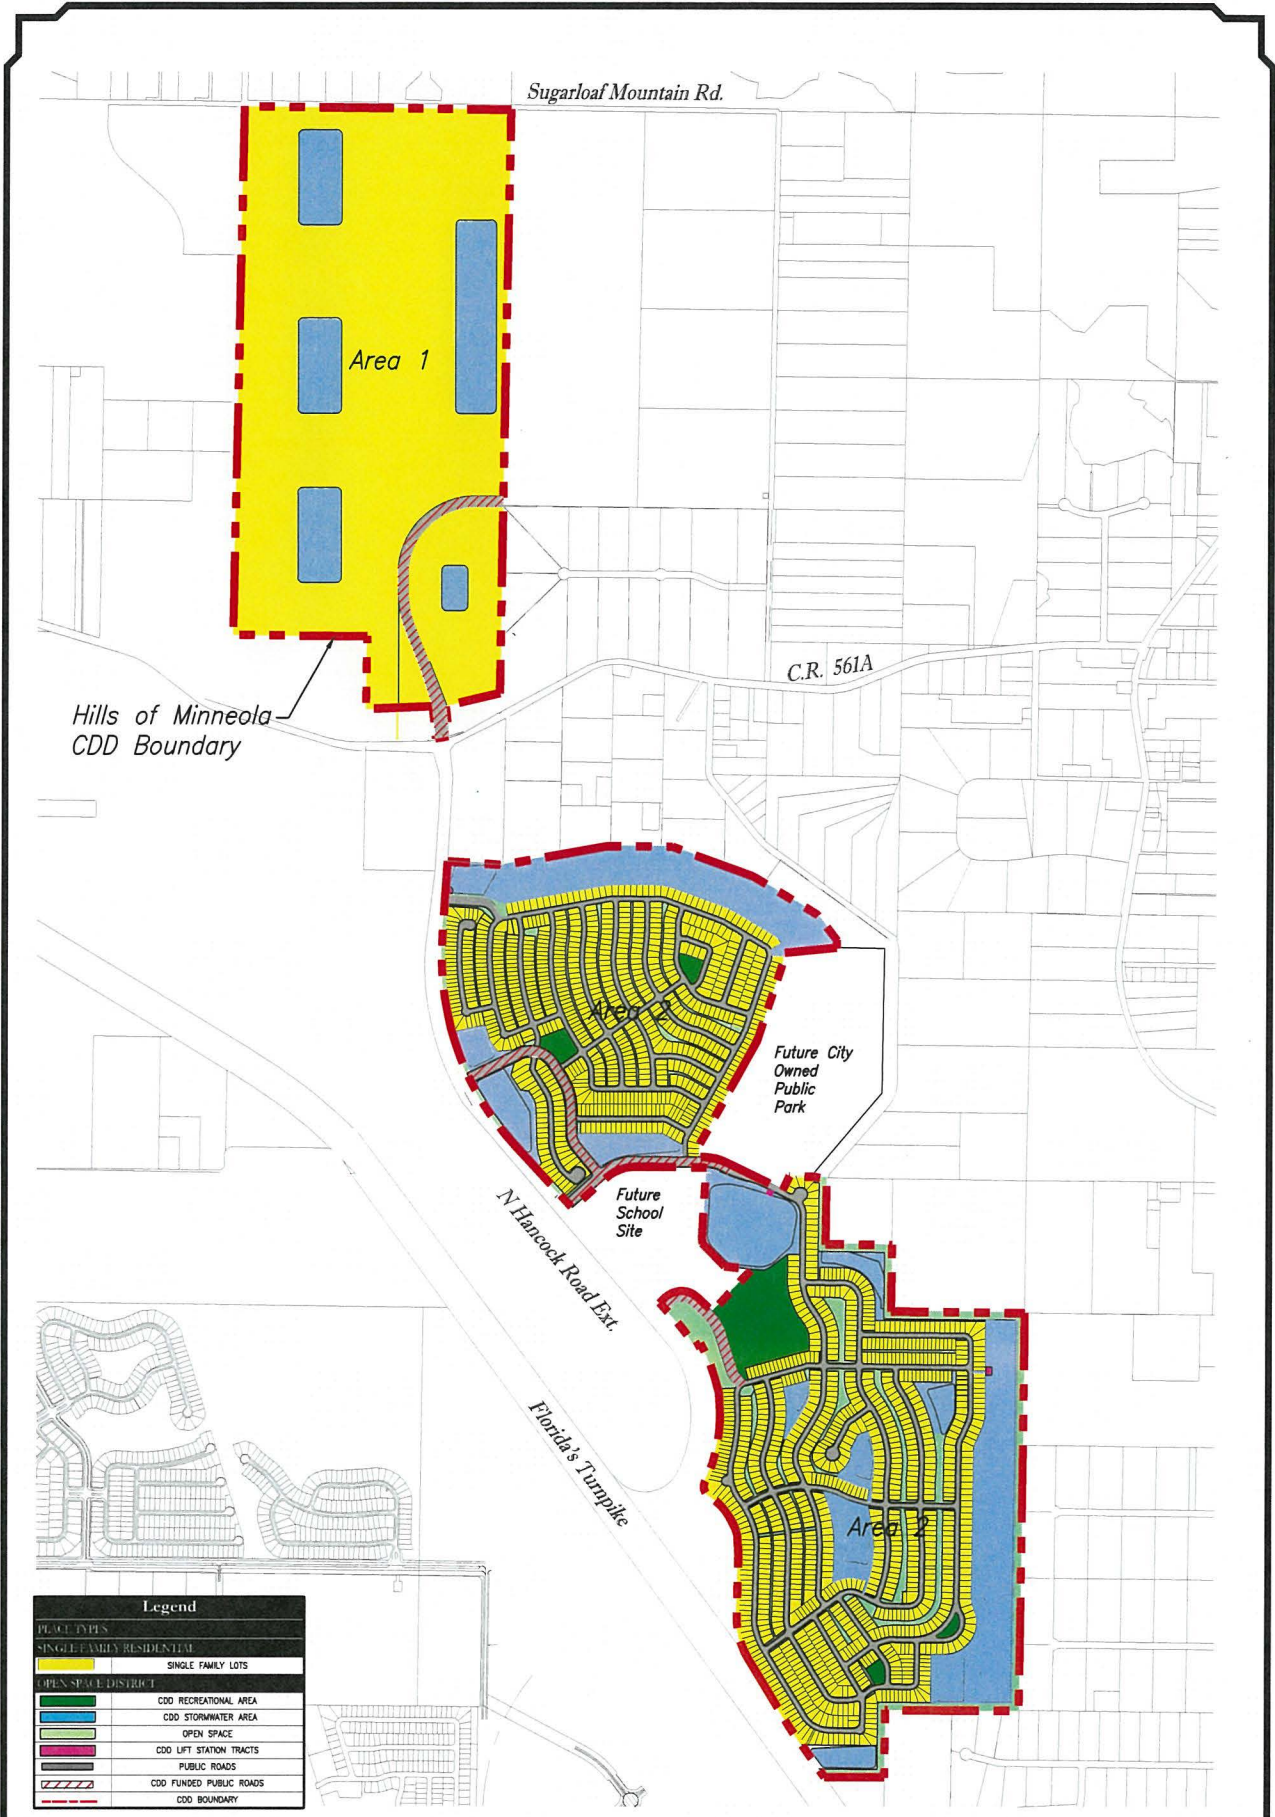 Sugarloaf Mountain Rd.
Area 1
C.R. 561A
Hills of Minneola
CDD Boundary
Area 2
Future City
Owned
Public
Park
Future
School
Site
N Hancock Road Ext.
Florida's Turnpike
Area 2
Legend
PLACE TYPES
SINGLE FAMILY RESIDENTIAL
SINGLE FAMILY LOTS
OPEN SPACE DISTRICT
CDD RECREATIONAL AREA
CDD STORMWATER AREA
OPEN SPACE
CDD LIFT STATION TRACTS
PUBLIC ROADS
CDD FUNDED PUBLIC ROADS
CDD BOUNDARY